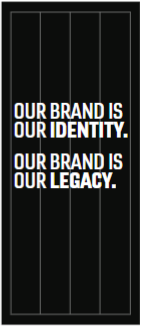 OUR BRAND IS
OUR IDENTITY.
OUR BRAND IS
OUR LEGACY.